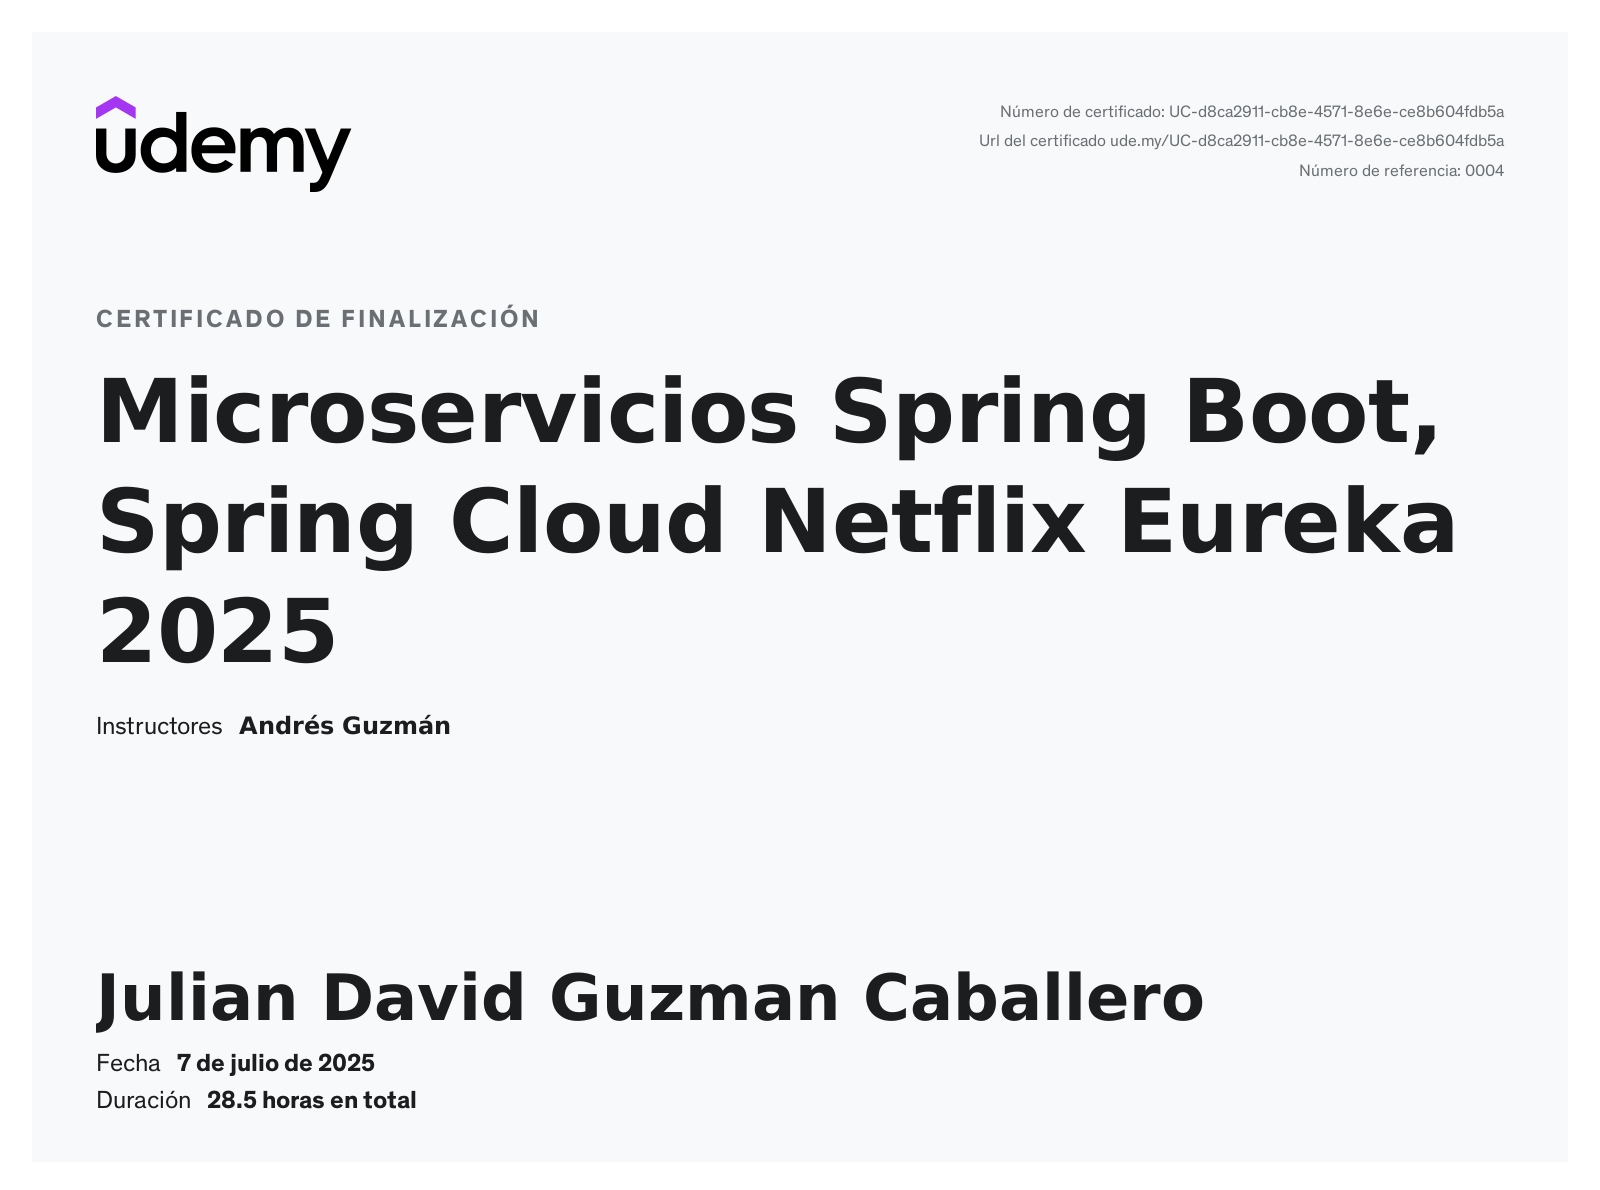 udemy
Número de certificado: UC-d8ca2911-cb8e-4571-8e6e-ce8b604fdb5a
Url del certificado ude.my/UC-d8ca2911-cb8e-4571-8e6e-ce8b604fdb5a
Número de referencia: 0004
CERTIFICADO DE FINALIZACIÓN
Microservicios Spring Boot,
Spring Cloud Netflix Eureka
2025
Instructores Andrés Guzmán
Julian David Guzman Caballero
Fecha 7 de julio de 2025
Duración 28.5 horas en total